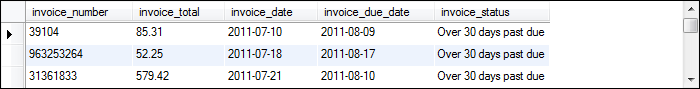 invoice_number invoice_total invoice_date invoice_due_date invoice_status
39104 85.31 2011-07-10 2011-08-09 Over 30 days past due
963253264 52.25 2011-07-18 2011-08-17 Over 30 days past due
31361833 579.42 2011-07-21 2011-08-10 Over 30 days past due